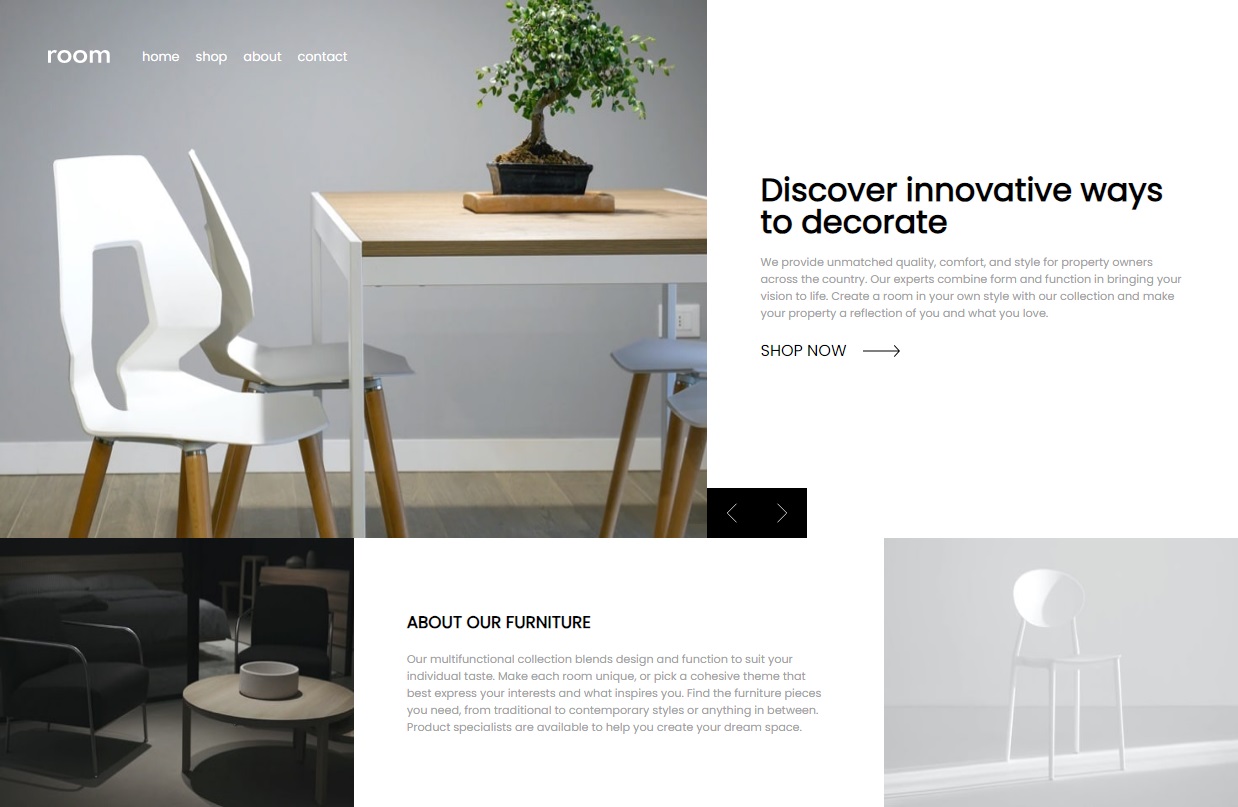 room
home shop about contact
Discover innovative ways
to decorate
We provide unmatched quality, comfort, and style for property owners
across the country. Our experts combine form and function in bringing your
vision to life. Create a room in your own style with our collection and make
your property a reflection of you and what you love.
SHOP NOW
ABOUT OUR FURNITURE
Our multifunctional collection blends design and function to suit your
individual taste. Make each room unique, or pick a cohesive theme that
best express your interests and what inspires you. Find the furniture pieces
you need, from traditional to contemporary styles or anything in between.
Product specialists are available to help you create your dream space.